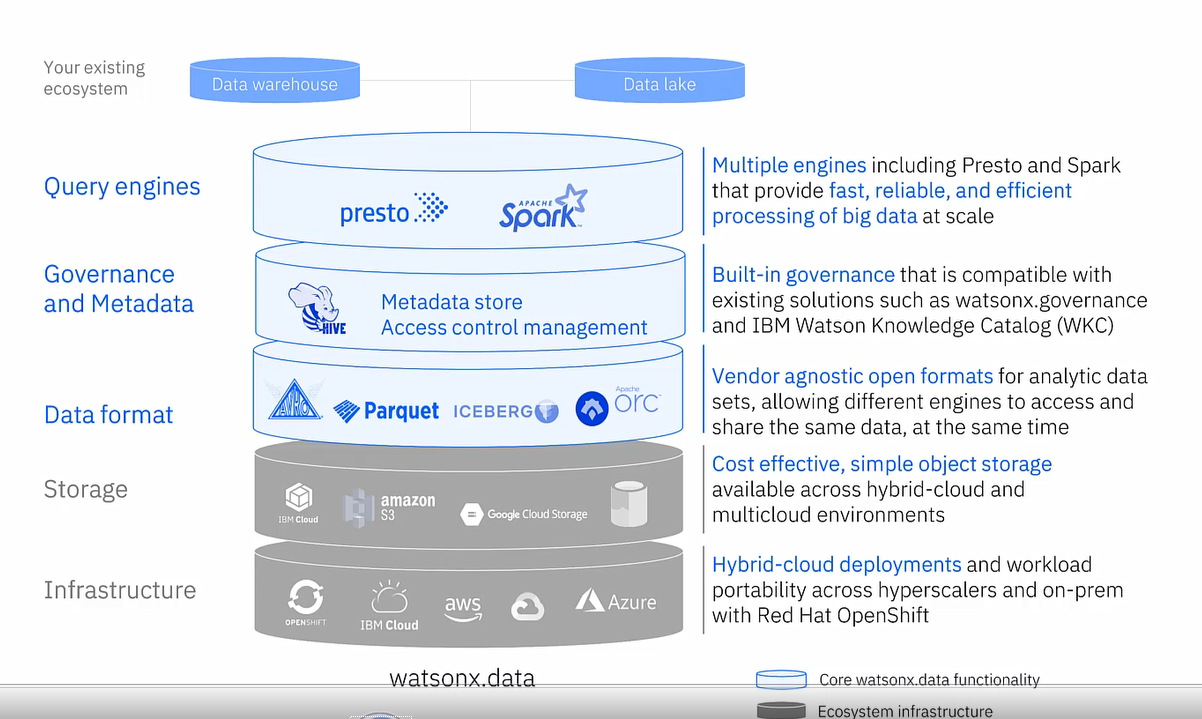 Your existing
ecosystem
Data warehouse
Data lake
Query engines
presto
APACHE
Spark™
Multiple engines including Presto and Spark
that provide fast, reliable, and efficient
processing of big data at scale
Governance
and Metadata
HIVE
Metadata store
Access control management
Built-in governance that is compatible with
existing solutions such as watsonx.governance
and IBM Watson Knowledge Catalog (WKC)
Data format
AVRO
Parquet
ICEBERG
Apache
orc™
Vendor agnostic open formats for analytic data
sets, allowing different engines to access and
share the same data, at the same time
Storage
IBM Cloud
amazon
S3
Google Cloud Storage
Cost effective, simple object storage
available across hybrid-cloud and
multicloud environments
Infrastructure
OPENSHIFT
IBM Cloud
aws
Azure
Hybrid-cloud deployments and workload
portability across hyperscalers and on-prem
with Red Hat OpenShift
watsonx.data
Core watsonx.data functionality
Ecosystem infrastructure